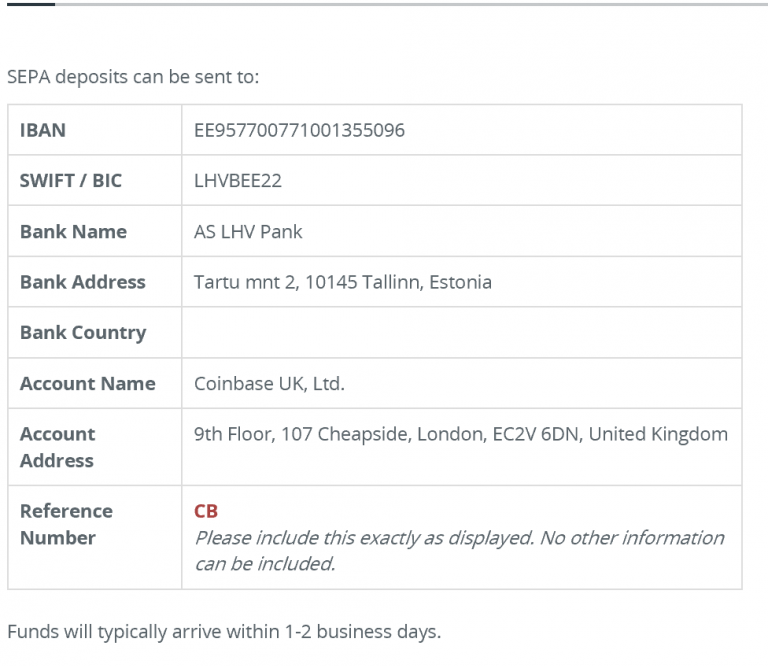 SEPA deposits can be sent to:
IBAN EE957700771001355096
SWIFT / BIC LHVBEE22
Bank Name AS LHV Pank
Bank Address Tartu mnt 2, 10145 Tallinn, Estonia
Bank Country
Account Name Coinbase UK, Ltd.
Account Address 9th Floor, 107 Cheapside, London, EC2V 6DN, United Kingdom
Reference Number CB
Please include this exactly as displayed. No other information
can be included.
Funds will typically arrive within 1-2 business days.